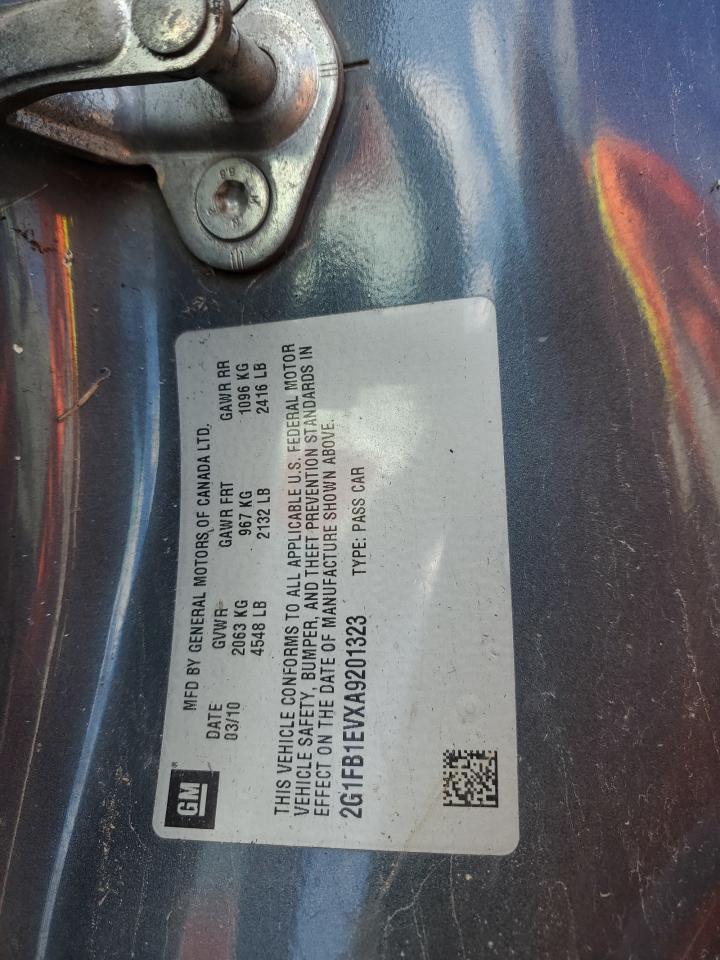 GM
MFD BY GENERAL MOTORS OF CANADA LTD.
DATE GVWR GAWR FRT GAWR RR
03/10 2063 KG 967 KG 1096 KG
4548 LB 2132 LB 2416 LB
THIS VEHICLE CONFORMS TO ALL APPLICABLE U.S. FEDERAL MOTOR
VEHICLE SAFETY, BUMPER, AND THEFT PREVENTION STANDARDS IN
EFFECT ON THE DATE OF MANUFACTURE SHOWN ABOVE.
2G1FB1EVXA9201323 TYPE: PASS CAR